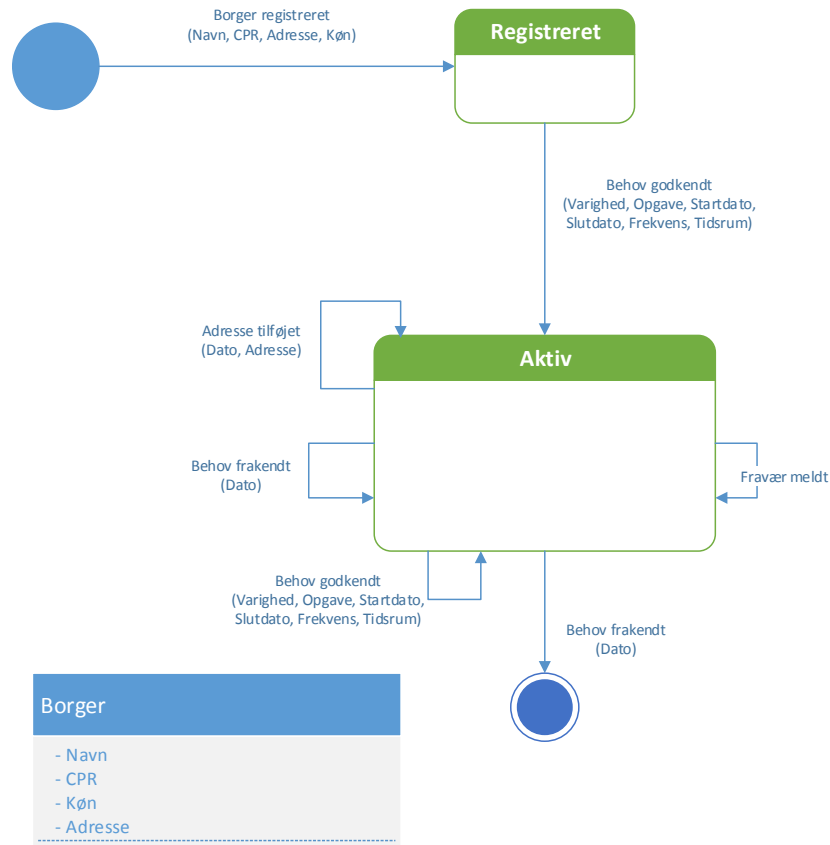 Borger registreret
(Navn, CPR, Adresse, Køn)
Registreret
Behov godkendt
(Varighed, Opgave, Startdato,
Slutdato, Frekvens, Tidsrum)
Adresse tilføjet
(Dato, Adresse)
Aktiv
Behov frakendt
(Dato)
Fravær meldt
Behov godkendt
(Varighed, Opgave, Startdato,
Slutdato, Frekvens, Tidsrum)
Behov frakendt
(Dato)
Borger
- Navn
- CPR
- Køn
- Adresse